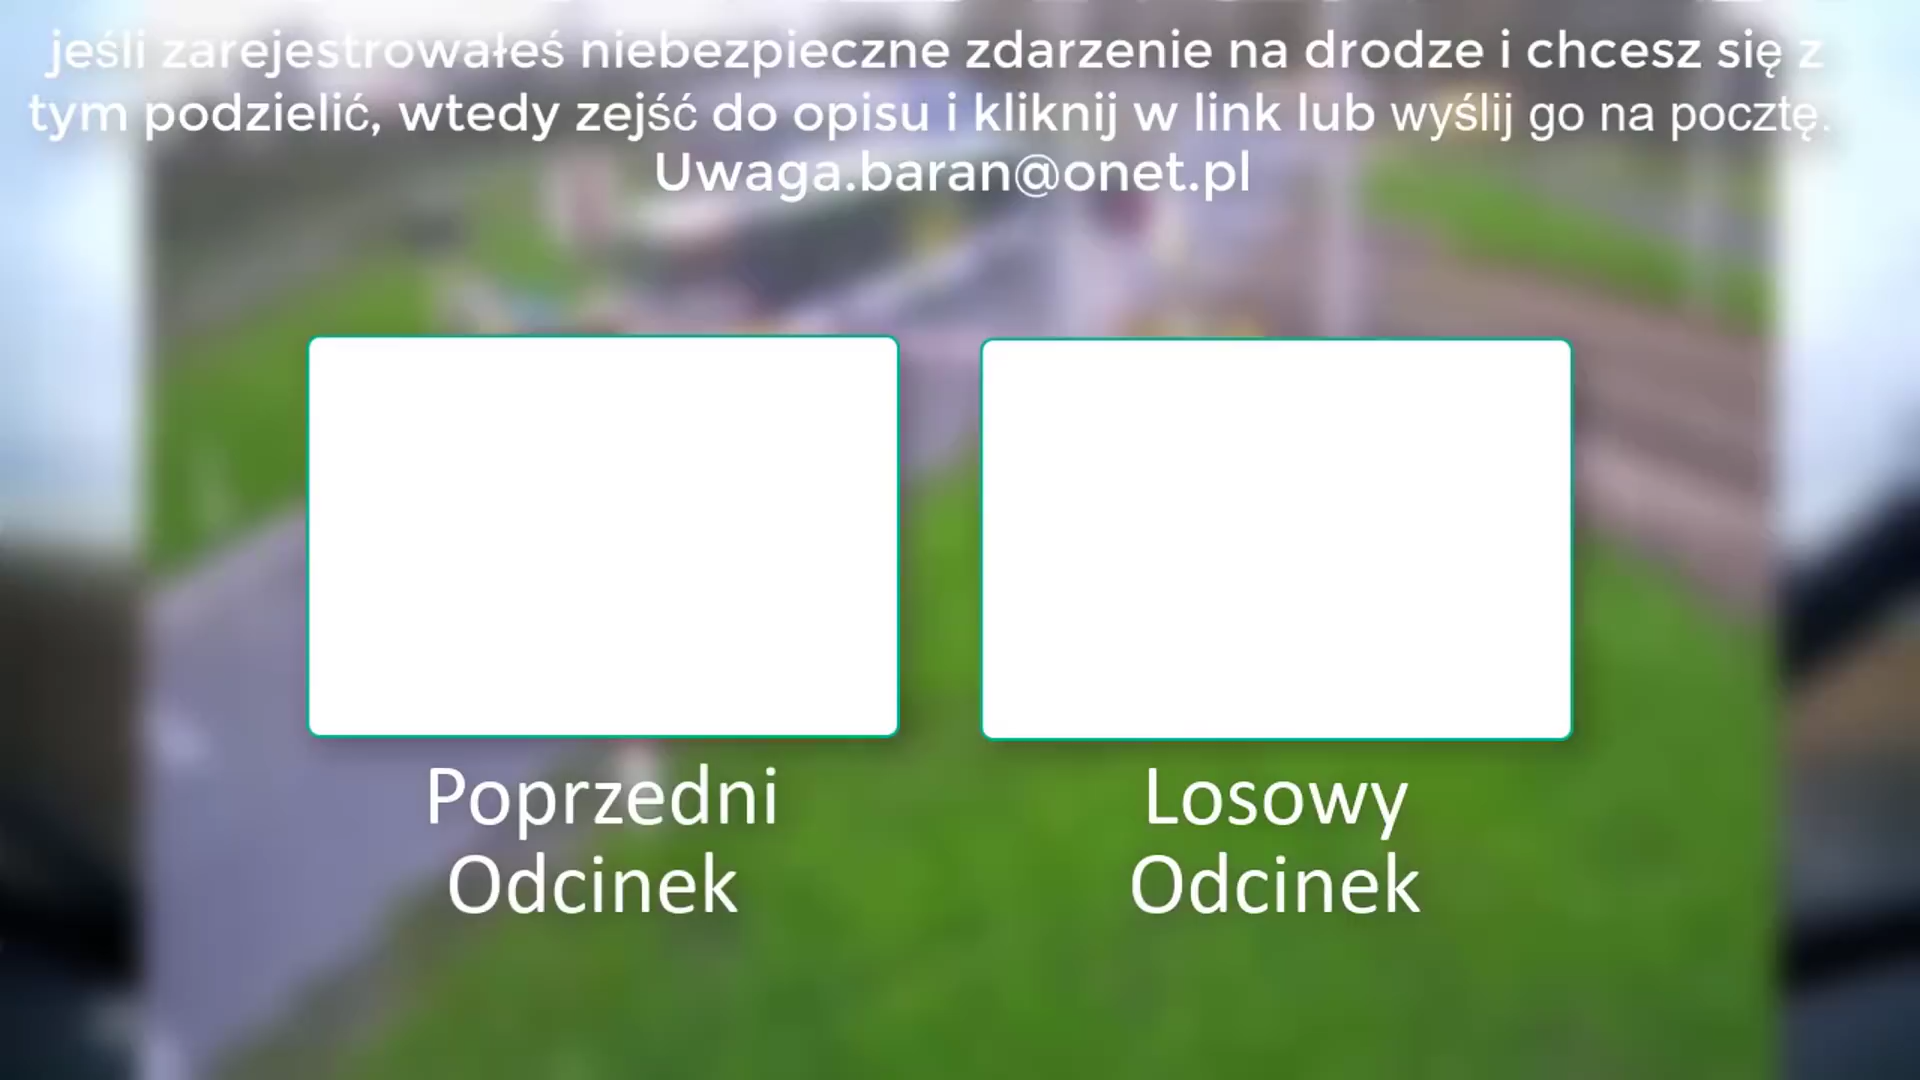 jeśli zarejestrowałeś niebezpieczne zdarzenie na drodze i chcesz się z
tym podzielić, wtedy zejść do opisu i kliknij w link lub wyślij go na pocztę.
Uwaga.baran@onet.pl
Poprzedni
Odcinek
Losowy
Odcinek